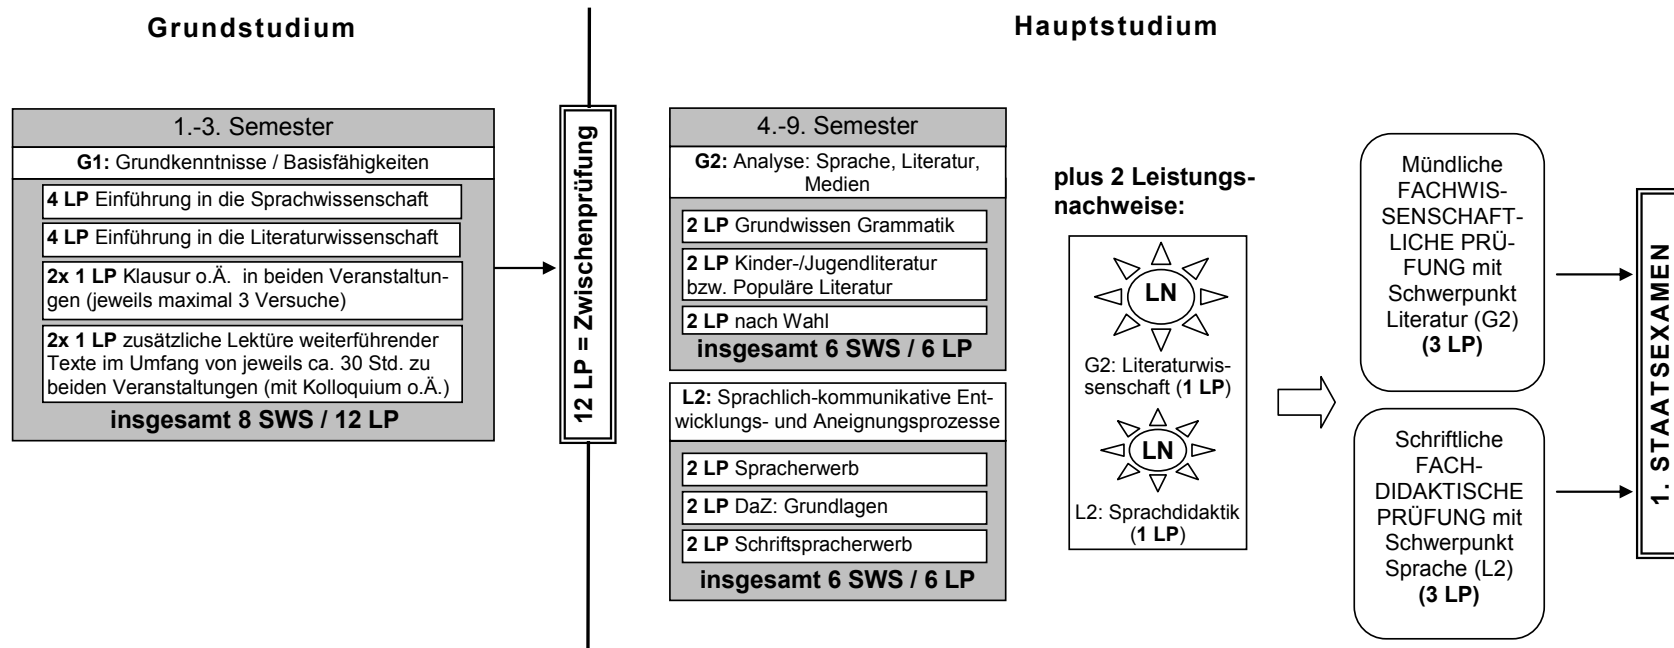 Grundstudium
Hauptstudium
1.-3. Semester
G1: Grundkenntnisse / Basisfähigkeiten
4 LP Einführung in die Sprachwissenschaft
4 LP Einführung in die Literaturwissenschaft
2x 1 LP Klausur o.Ä. in beiden Veranstaltun-
gen (jeweils maximal 3 Versuche)
2x 1 LP zusätzliche Lektüre weiterführender
Texte im Umfang von jeweils ca. 30 Std. zu
beiden Veranstaltungen (mit Kolloquium o.Ä.)
insgesamt 8 SWS / 12 LP
12 LP = Zwischenprüfung
4.-9. Semester
G2: Analyse: Sprache, Literatur,
Medien
2 LP Grundwissen Grammatik
2 LP Kinder-/Jugendliteratur
bzw. Populäre Literatur
2 LP nach Wahl
insgesamt 6 SWS / 6 LP
L2: Sprachlich-kommunikative Ent-
wicklungs- und Aneignungsprozesse
2 LP Spracherwerb
2 LP DaZ: Grundlagen
2 LP Schriftspracherwerb
insgesamt 6 SWS / 6 LP
plus 2 Leistungs-
nachweise:
LN
G2: Literaturwis-
senschaft (1 LP)
LN
L2: Sprachdidaktik
(1 LP)
Mündliche
FACHWIS-
SENSCHAFT-
LICHE PRÜ-
FUNG mit
Schwerpunkt
Literatur (G2)
(3 LP)
Schriftliche
FACH-
DIDAKTISCHE
PRÜFUNG mit
Schwerpunkt
Sprache (L2)
(3 LP)
1. STAATSEXAMEN